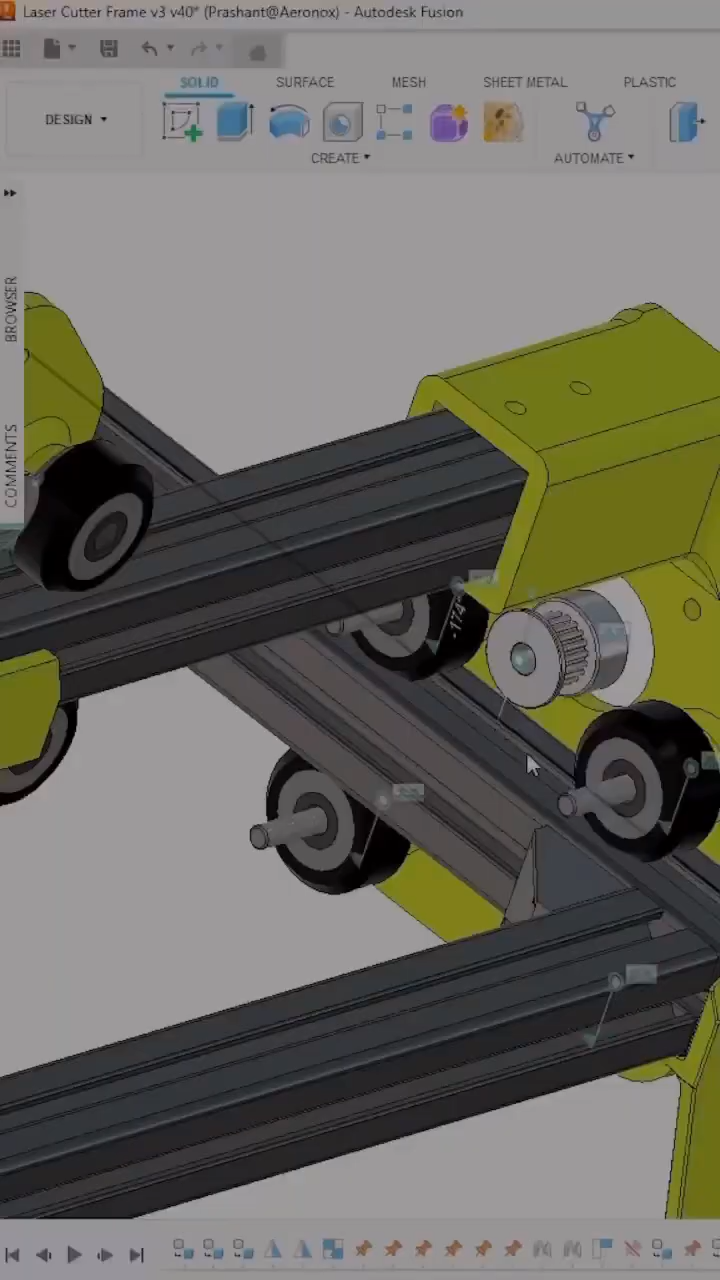 Laser Cutter Frame v3 v40* (Prashant@Aeronox) - Autodesk Fusion
SOLID SURFACE MESH SHEET METAL PLASTIC
DESIGN
CREATE AUTOMATE
BROWSER
COMMENTS
-174°